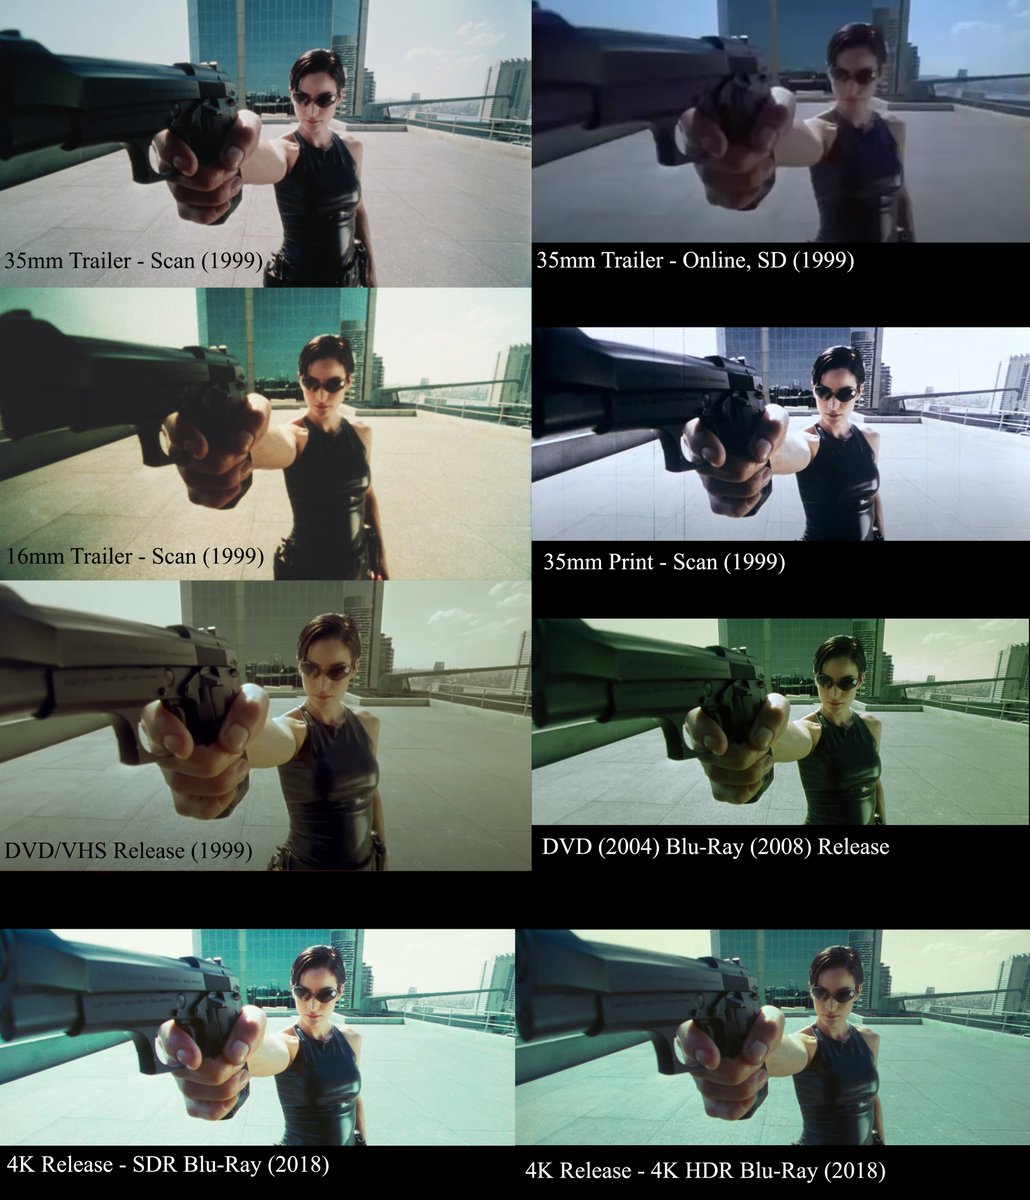 35mm Trailer - Scan (1999)
35mm Trailer - Online, SD (1999)
16mm Trailer - Scan (1999)
35mm Print - Scan (1999)
DVD/VHS Release (1999)
DVD (2004) Blu-Ray (2008) Release
4K Release - SDR Blu-Ray (2018)
4K Release - 4K HDR Blu-Ray (2018)